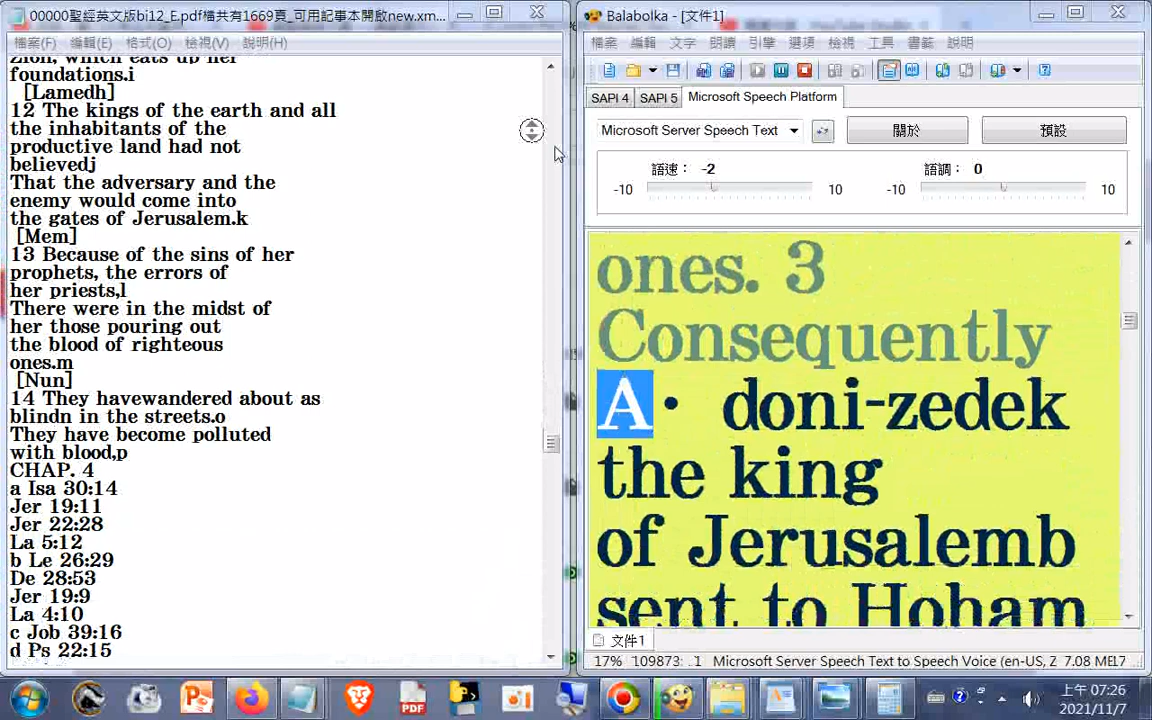 00000聖經英文版bi12_E.pdf檔共有1669頁_可用記事本開啟new.xm...
檔案(F) 編輯(E) 格式(O) 檢視(V) 說明(H)
zion, which eats up her
foundations.i
[Lamedh]
12 The kings of the earth and all
the inhabitants of the
productive land had not
believedj
That the adversary and the
enemy would come into
the gates of Jerusalem.k
[Mem]
13 Because of the sins of her
prophets, the errors of
her priests,l
There were in the midst of
her those pouring out
the blood of righteous
ones.m
[Nun]
14 They havewandered about as
blindn in the streets.o
They have become polluted
with blood,p
CHAP. 4
a Isa 30:14
Jer 19:11
Jer 22:28
La 5:12
b Le 26:29
De 28:53
Jer 19:9
La 4:10
c Job 39:16
d Ps 22:15
Balabolka - [文件1]
檔案 編輯 文字 朗讀 引擎 選項 檢視 工具 書籤 說明
SAPI 4 SAPI 5 Microsoft Speech Platform
Microsoft Server Speech Text 關於 預設
語速: -2 語調: 0
-10 10 -10 10
ones. 3
Consequently
A• doni-zedek
the king
of Jerusalemb
sent to Hoham
文件1
17% 109873: .1 Microsoft Server Speech Text to Speech Voice (en-US, Z 7.08 ME17
PDF
上午 07:26
2021/11/7